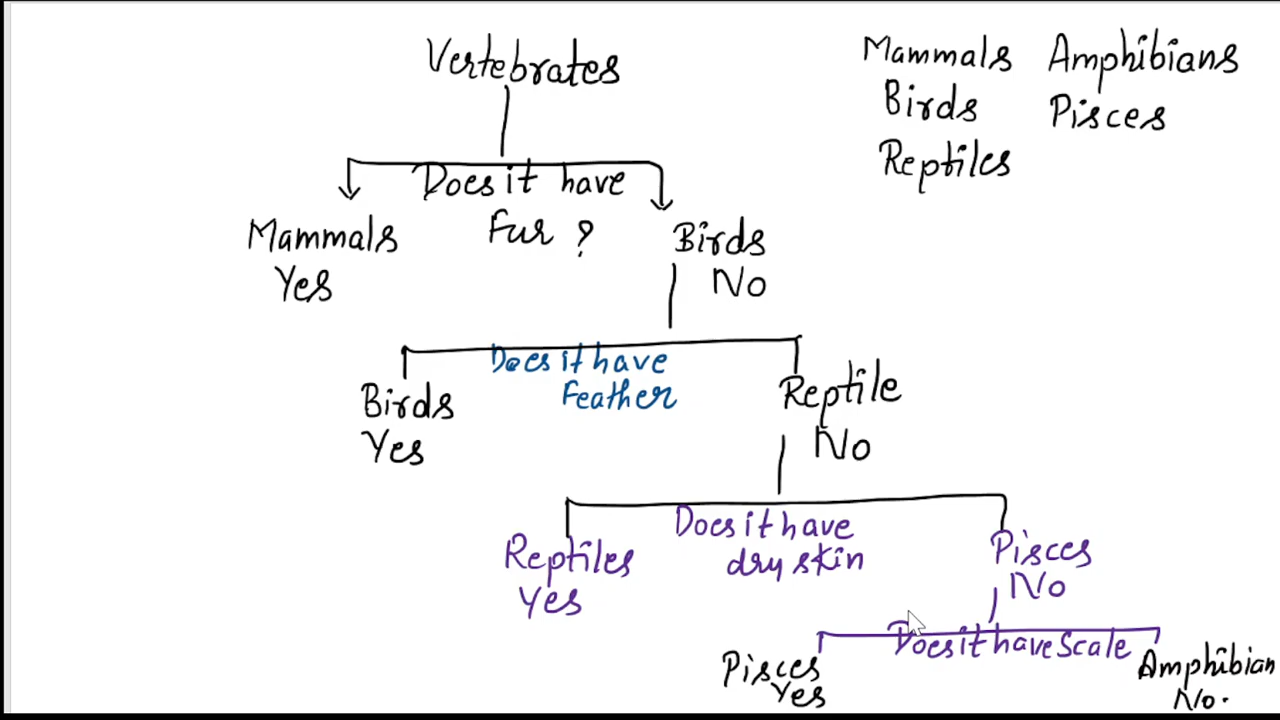 Vertebrates
Mammals Amphibians
Birds Pisces
Reptiles
Does it have
Fur ?
Mammals
Yes
Birds
No
Does it have
Feather
Birds
Yes
Reptile
No
Does it have
dry skin
Reptiles
Yes
Pisces
No
Does it have Scale
Pisces
Yes
Amphibian
No.